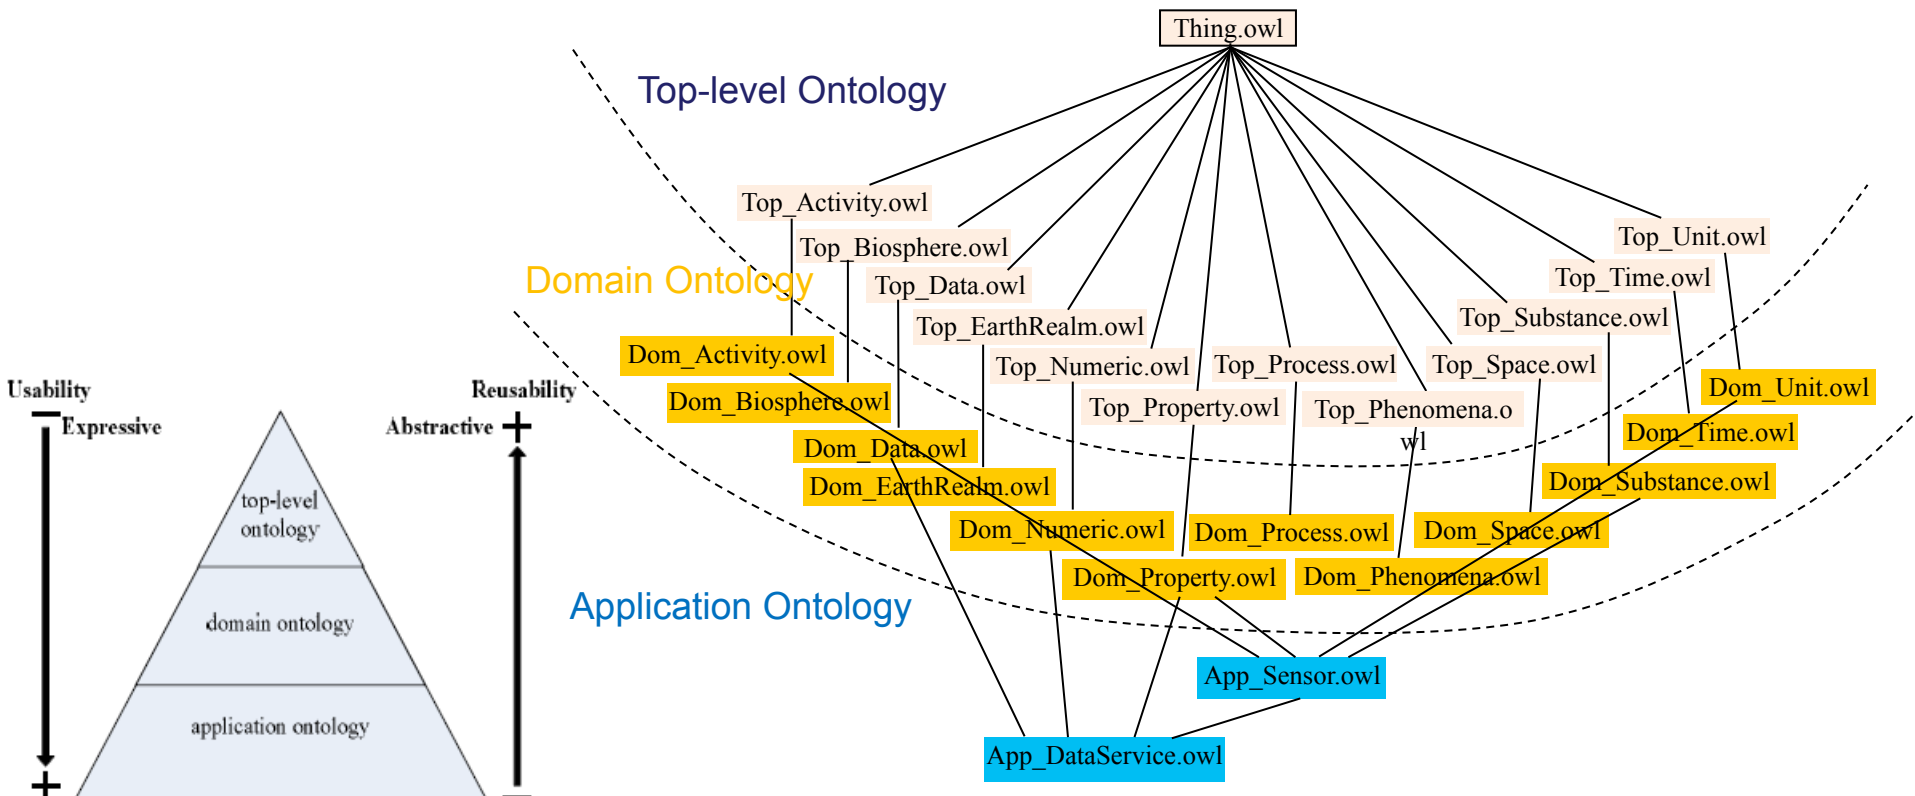 Thing.owl
Top-level Ontology
Top_Activity.owl
Top_Biosphere.owl
Top_Unit.owl
Domain Ontology
Top_Data.owl
Top_Time.owl
Top_EarthRealm.owl
Top_Substance.owl
Dom_Activity.owl
Top_Numeric.owl
Top_Process.owl
Top_Space.owl
Dom_Unit.owl
Dom_Biosphere.owl
Top_Property.owl
Top_Phenomena.o
wl
Dom_Time.owl
Dom_Data.owl
Dom_EarthRealm.owl
Dom_Substance.owl
Dom_Numeric.owl
Dom_Process.owl
Dom_Space.owl
Dom_Property.owl
Dom_Phenomena.owl
Application Ontology
App_Sensor.owl
App_DataService.owl
Usability
−
Expressive
+
Reusability
Abstractive +
top-level
ontology
domain ontology
application ontology